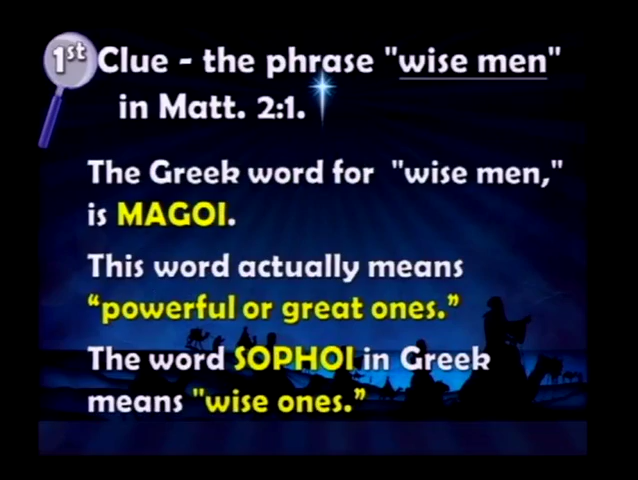 1st Clue - the phrase "wise men"
in Matt. 2:1.
The Greek word for "wise men,"
is MAGOI.
This word actually means
“powerful or great ones.”
The word SOPHOI in Greek
means "wise ones.”